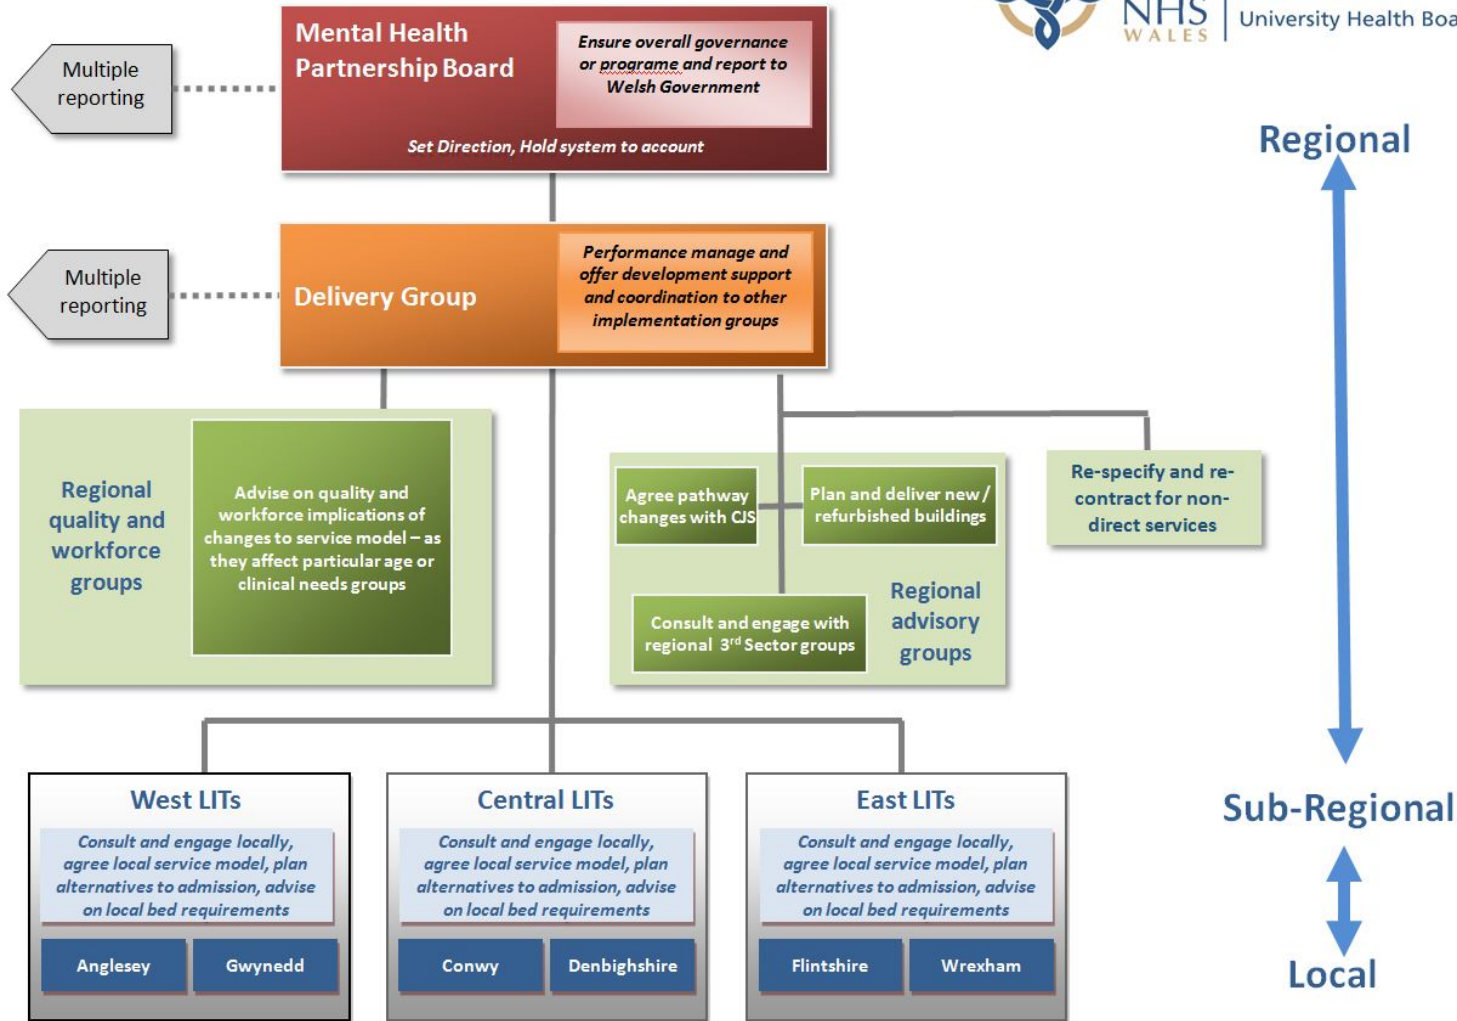 NHS
WALES
University Health Boa
Mental Health
Partnership Board
Ensure overall governance
or programe and report to
Welsh Government
Set Direction, Hold system to account
Multiple
reporting
Regional
Delivery Group
Performance manage and
offer development support
and coordination to other
implementation groups
Multiple
reporting
Regional
quality and
workforce
groups
Advise on quality and
workforce implications of
changes to service model – as
they affect particular age or
clinical needs groups
Agree pathway
changes with CJS
Plan and deliver new /
refurbished buildings
Consult and engage with
regional 3rd Sector groups
Regional
advisory
groups
Re-specify and re-
contract for non-
direct services
West LITs
Consult and engage locally,
agree local service model, plan
alternatives to admission, advise
on local bed requirements
Anglesey
Gwynedd
Central LITs
Consult and engage locally,
agree local service model, plan
alternatives to admission, advise
on local bed requirements
Conwy
Denbighshire
East LITs
Consult and engage locally,
agree local service model, plan
alternatives to admission, advise
on local bed requirements
Flintshire
Wrexham
Sub-Regional
Local